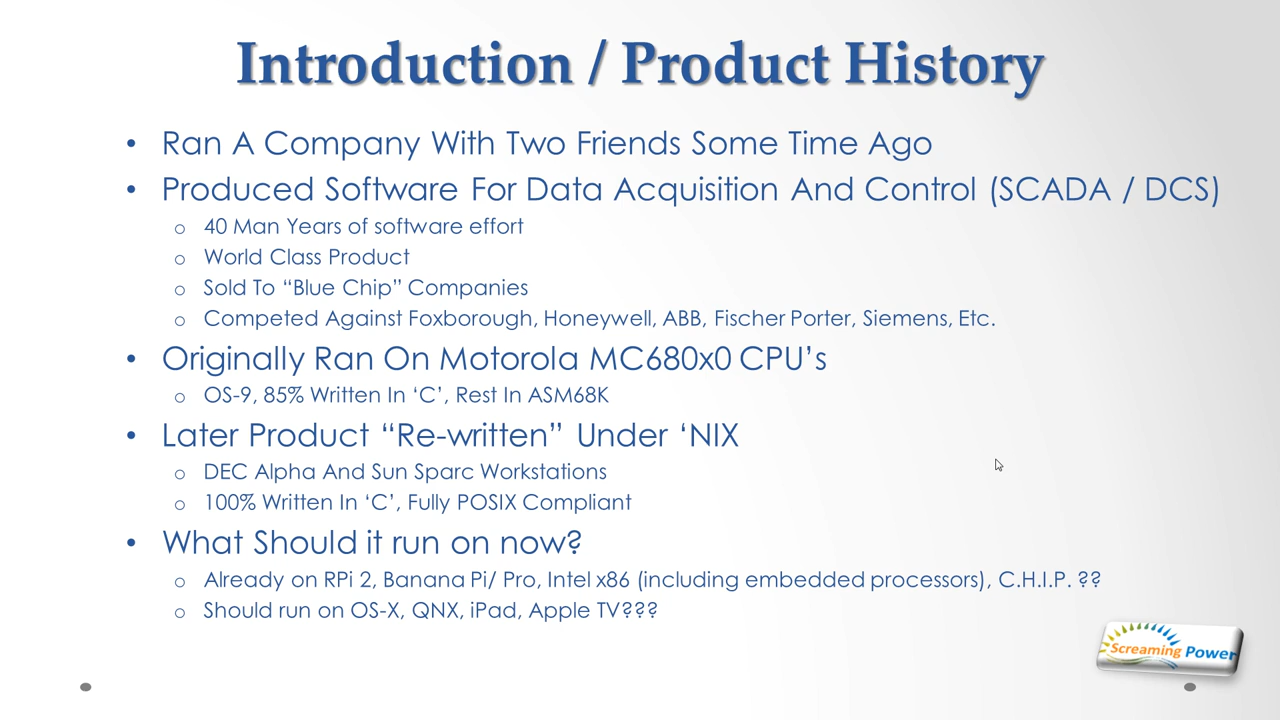 Introduction / Product History
• Ran A Company With Two Friends Some Time Ago
• Produced Software For Data Acquisition And Control (SCADA / DCS)
o 40 Man Years of software effort
o World Class Product
o Sold To “Blue Chip” Companies
o Competed Against Foxborough, Honeywell, ABB, Fischer Porter, Siemens, Etc.
• Originally Ran On Motorola MC680x0 CPU’s
o OS-9, 85% Written In ‘C’, Rest In ASM68K
• Later Product “Re-written” Under ‘NIX
o DEC Alpha And Sun Sparc Workstations
o 100% Written In ‘C’, Fully POSIX Compliant
• What Should it run on now?
o Already on RPi 2, Banana Pi/ Pro, Intel x86 (including embedded processors), C.H.I.P. ??
o Should run on OS-X, QNX, iPad, Apple TV???
Screaming Power